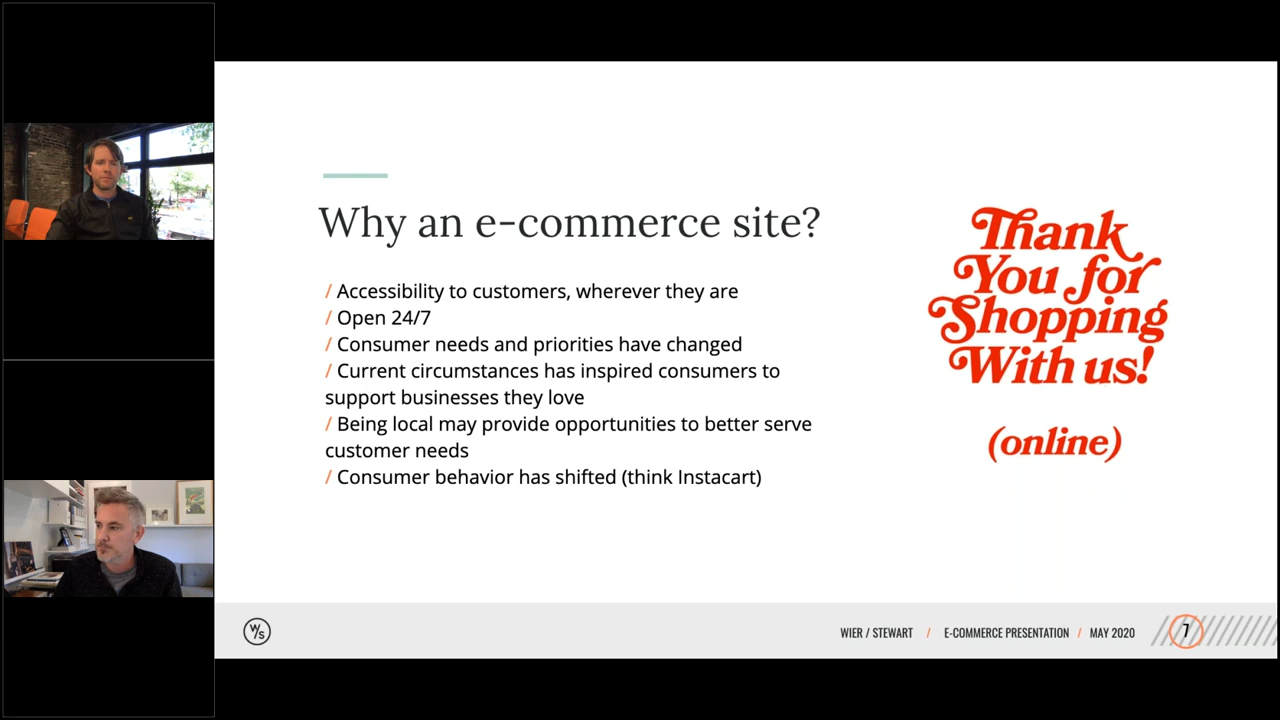 Why an e-commerce site?
/ Accessibility to customers, wherever they are
/ Open 24/7
/ Consumer needs and priorities have changed
/ Current circumstances has inspired consumers to
support businesses they love
/ Being local may provide opportunities to better serve
customer needs
/ Consumer behavior has shifted (think Instacart)
Thank
You for
Shopping
With us!
(online)
W/S
WIER / STEWART / E-COMMERCE PRESENTATION / MAY 2020
7